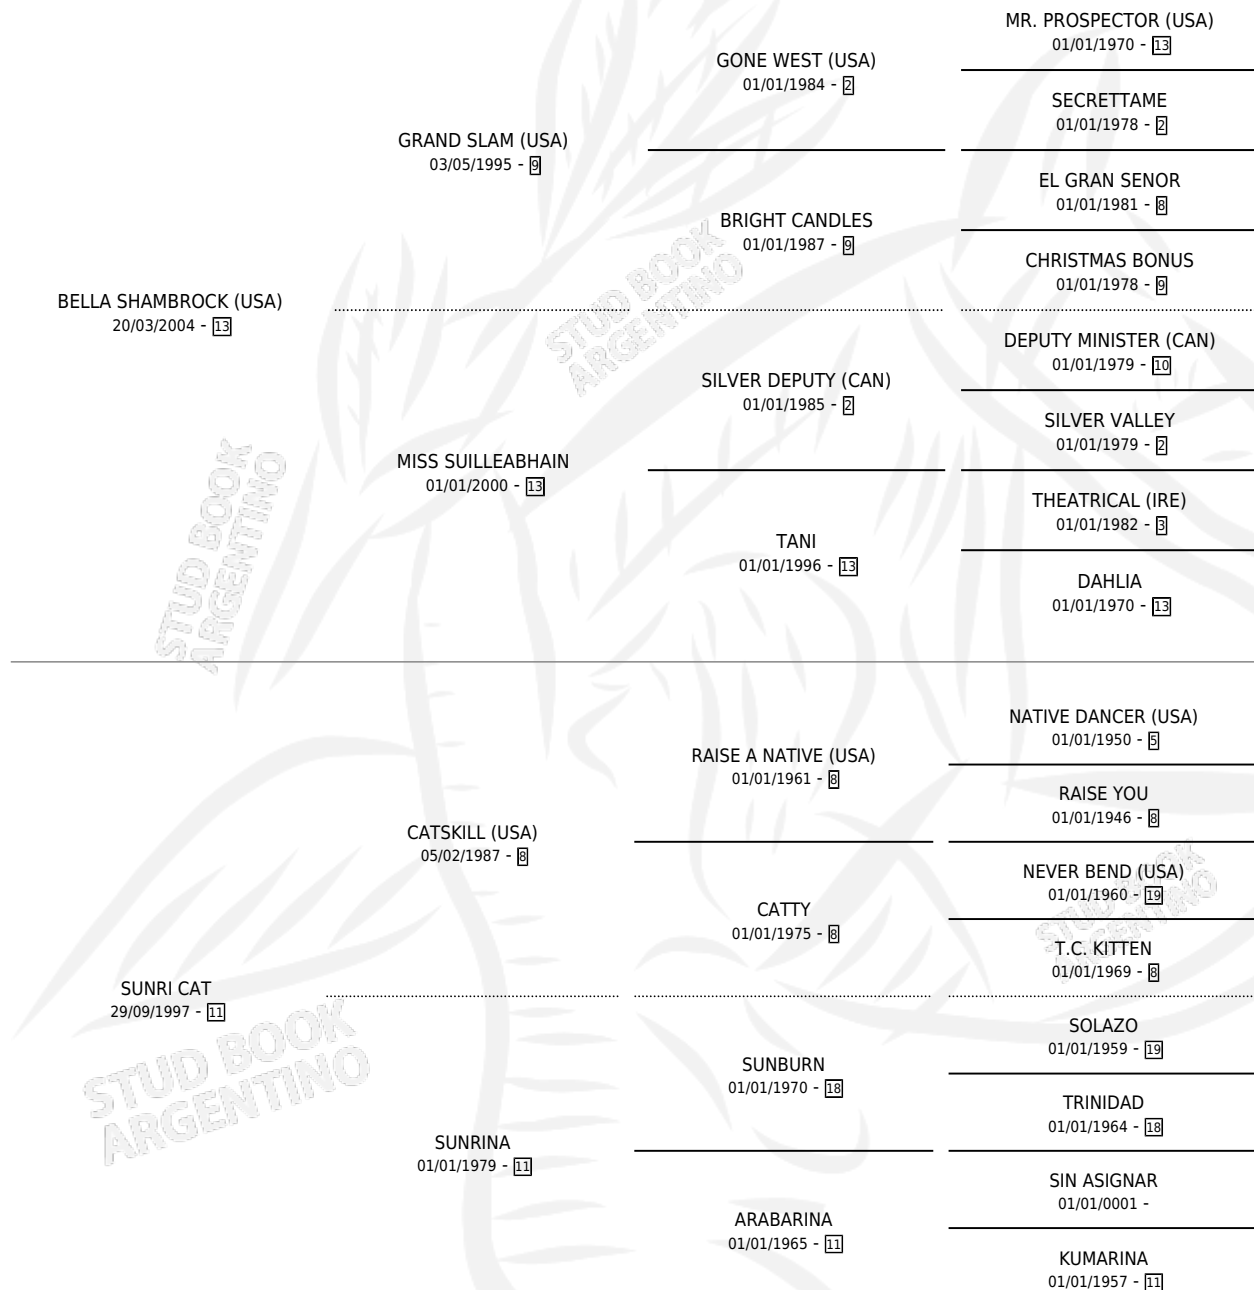 MR. PROSPECTOR (USA)
01/01/1970 - 13
GONE WEST (USA)
01/01/1984 - 2
SECRETTAME
01/01/1978 - 2
GRAND SLAM (USA)
03/05/1995 - 9
EL GRAN SENOR
01/01/1981 - 8
BRIGHT CANDLES
01/01/1987 - 9
CHRISTMAS BONUS
01/01/1978 - 9
BELLA SHAMBROCK (USA)
20/03/2004 - 13
STUD BOOK
ARGENTINO
DEPUTY MINISTER (CAN)
01/01/1979 - 10
SILVER DEPUTY (CAN)
01/01/1985 - 2
SILVER VALLEY
01/01/1979 - 2
MISS SUILLEABHAIN
01/01/2000 - 13
THEATRICAL (IRE)
01/01/1982 - 3
TANI
01/01/1996 - 13
DAHLIA
01/01/1970 - 13
STUD BOOK
ARGENTINO
NATIVE DANCER (USA)
01/01/1950 - 5
RAISE A NATIVE (USA)
01/01/1961 - 8
RAISE YOU
01/01/1946 - 8
CATSKILL (USA)
05/02/1987 - 8
NEVER BEND (USA)
01/01/1960 - 19
CATTY
01/01/1975 - 8
T.C. KITTEN
01/01/1969 - 8
STUD BOOK
ARGENTINO
SUNRI CAT
29/09/1997 - 11
SOLAZO
01/01/1959 - 19
SUNBURN
01/01/1970 - 18
TRINIDAD
01/01/1964 - 18
STUD BOOK
ARGENTINO
SUNRINA
01/01/1979 - 11
SIN ASIGNAR
01/01/0001 -
ARABARINA
01/01/1965 - 11
KUMARINA
01/01/1957 - 11